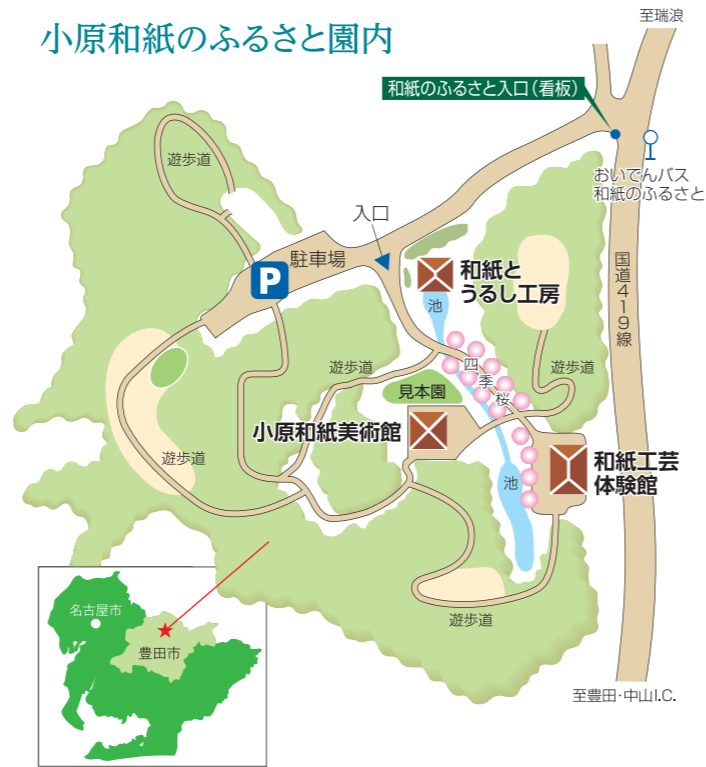 小原和紙のふるさと園内
至瑞浪
和紙のふるさと入口（看板）
おいでんバス
和紙のふるさと
遊歩道
入口
駐車場
P
和紙と
うるし工房
池
国道419線
四季桜
遊歩道
遊歩道
見本園
小原和紙美術館
遊歩道
和紙工芸
体験館
池
遊歩道
名古屋市
豊田市
至豊田・中山I.C.